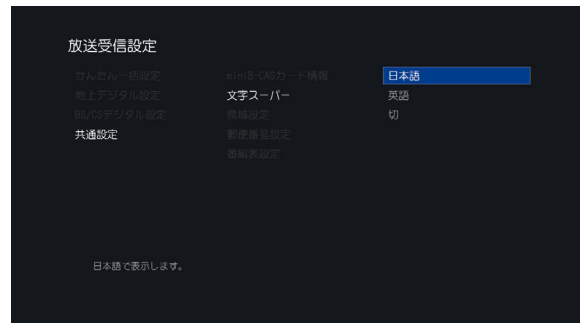 放送受信設定
かんたん一括設定
地上デジタル設定
BS/CSデジタル設定
共通設定
miniB-CASカード情報
文字スーパー
県域設定
郵便番号設定
番組表設定
日本語
英語
切
日本語で表示します。